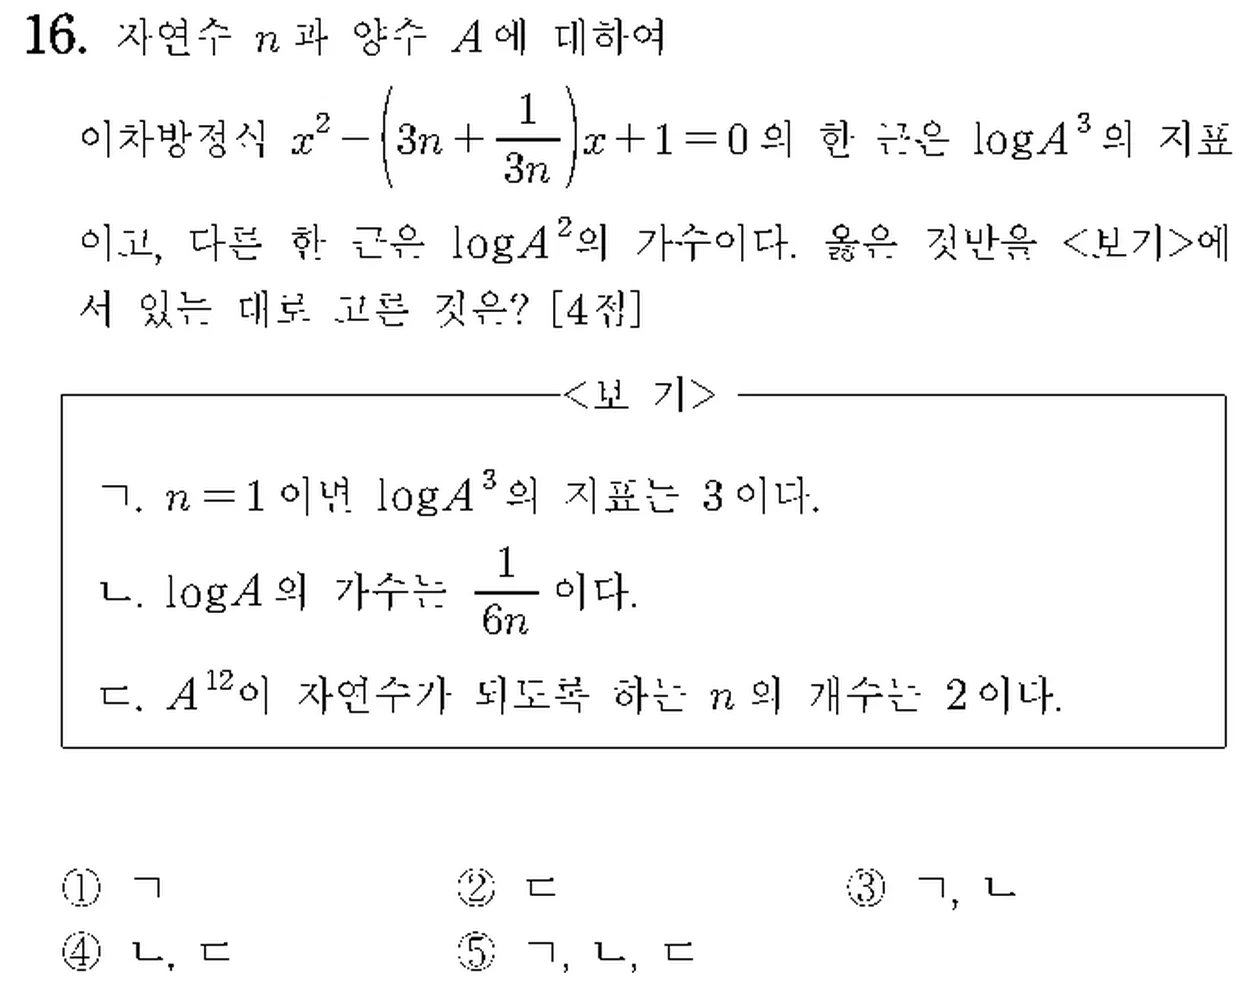 16. 자연수 n과 양수 A에 대하여
이차방정식 x² − (3n + 1/3n)x + 1 = 0의 한 근은 logA³의 지표
이고, 다른 한 근은 logA²의 가수이다. 옳은 것만을 <보기>에
서 있는 대로 고른 것은? [4점]
<보 기>
ㄱ. n = 1이면 logA³의 지표는 3이다.
ㄴ. logA의 가수는 1/6n 이다.
ㄷ. A¹²이 자연수가 되도록 하는 n의 개수는 2이다.
① ㄱ ② ㄷ ③ ㄱ, ㄴ
④ ㄴ, ㄷ ⑤ ㄱ, ㄴ, ㄷ